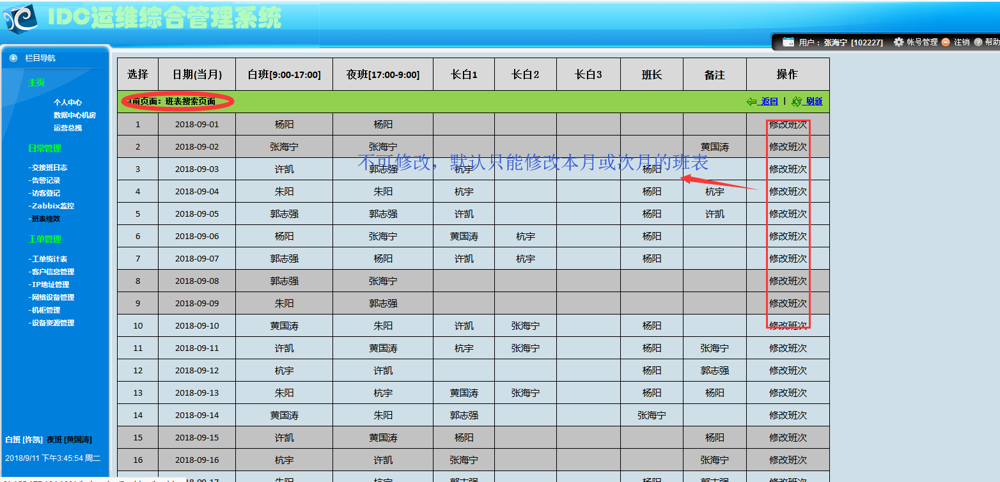 IDC运维综合管理系统
用户： 张海宁 [102227] 帐号管理 注销 帮助
栏目导航
主页
个人中心
数据中心机房
运营总揽
日常管理
-交接班日志
-告警记录
-访客登记
-Zabbix监控
-班表绩效
工单管理
-工单统计表
-客户信息管理
-IP地址管理
-网络设备管理
-机柜管理
-设备资源管理
白班 [许凯] 夜班 [黄国涛]
2018/9/11 下午3:45:54 周二
选择 日期(当月) 白班[9:00-17:00] 夜班[17:00-9:00] 长白1 长白2 长白3 班长 备注 操作
当前页面：班表搜索页面 返回 | 刷新
1 2018-09-01 杨阳 杨阳 修改班次
2 2018-09-02 张海宁 张海宁 黄国涛 修改班次
不可修改，默认只能修改本月或次月的班表
3 2018-09-03 许凯 郭志强 杭宇 杨阳 修改班次
4 2018-09-04 朱阳 朱阳 杭宇 杨阳 杭宇 修改班次
5 2018-09-05 郭志强 郭志强 许凯 杨阳 许凯 修改班次
6 2018-09-06 杨阳 张海宁 黄国涛 杭宇 杨阳 修改班次
7 2018-09-07 郭志强 杨阳 许凯 杭宇 杨阳 修改班次
8 2018-09-08 郭志强 张海宁 修改班次
9 2018-09-09 朱阳 郭志强 修改班次
10 2018-09-10 黄国涛 朱阳 许凯 张海宁 杨阳 修改班次
11 2018-09-11 许凯 黄国涛 杭宇 张海宁 杨阳 张海宁 修改班次
12 2018-09-12 杭宇 许凯 杨阳 郭志强 修改班次
13 2018-09-13 朱阳 杭宇 黄国涛 张海宁 杨阳 杨阳 修改班次
14 2018-09-14 黄国涛 朱阳 郭志强 张海宁 修改班次
15 2018-09-15 许凯 黄国涛 杨阳 杨阳 修改班次
16 2018-09-16 杭宇 许凯 张海宁 张海宁 修改班次
18-09-17 朱阳 杭宇 郭志强 杨阳 郭志强 修改班次